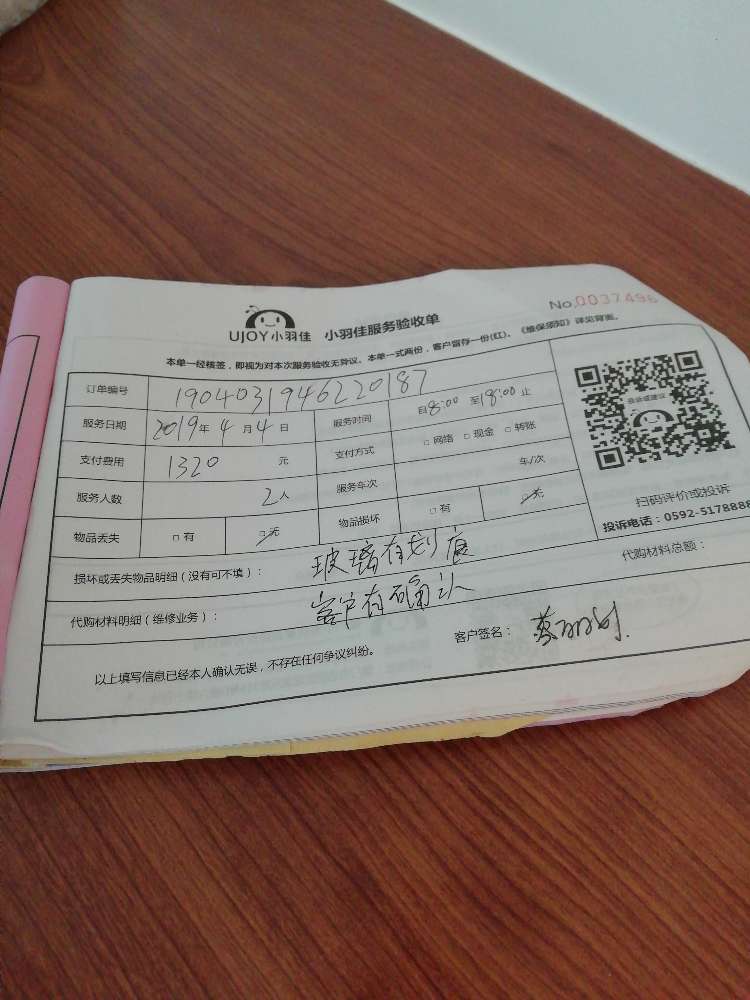 No.0037496
UJOY小羽佳 小羽佳服务验收单
本单一经核签，即视为对本次服务验收无异议。本单一式两份，客户留存一份(红)。《维保须知》详见背面。
订单编号 1904031946220187
服务日期 2019年4月4日 服务时间 自8:00 至18:00止
支付费用 1320 元 支付方式 □网络 □现金 □转账
服务人数 2人 服务车次 车/次
物品丢失 □有 □无 物品损坏 □有 □无
扫码评价或投诉
投诉电话：0592-5178888
损坏或丢失物品明细（没有可不填）： 玻璃有划痕
代购材料总额：
代购材料明细（维修业务）： 客户有确认
以上填写信息已经本人确认无误，不存在任何争议纠纷。 客户签名：